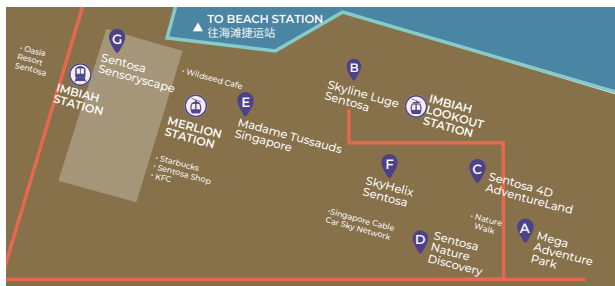 TO BEACH STATION
往海滩捷运站
G
Sentosa
Sensoryscape
• Oasia
Resort
Sentosa
IMBIAH
STATION
• Wildseed Cafe
MERLION
STATION
E
Madame Tussauds
Singapore
• Starbucks
• Sentosa Shop
• KFC
B
Skyline Luge
Sentosa
IMBIAH
LOOKOUT
STATION
F
SkyHelix
Sentosa
C
Sentosa 4D
AdventureLand
•Singapore Cable
Car Sky Network
D
Sentosa
Nature
Discovery
• Nature
Walk
A
Mega
Adventure
Park